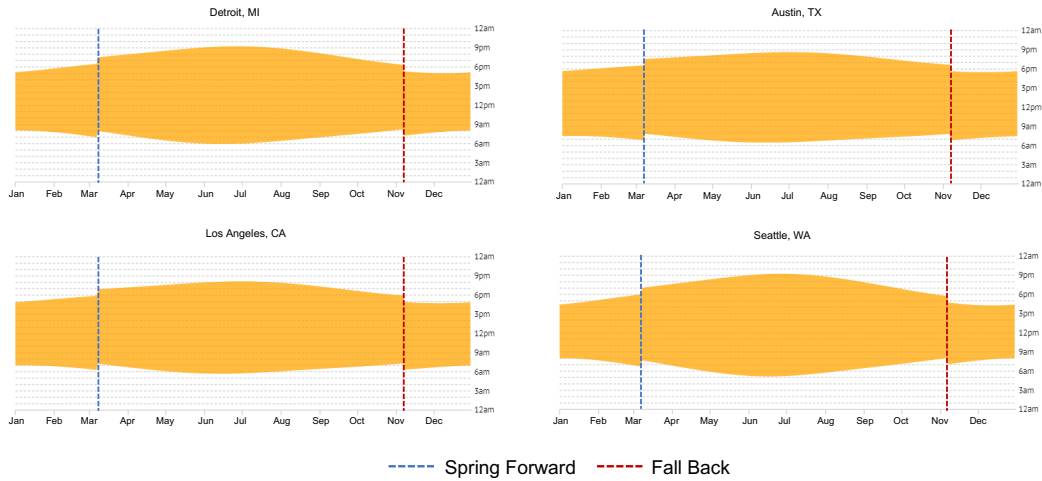 Detroit, MI
12am
9pm
6pm
3pm
12pm
9am
6am
3am
12am
Jan Feb Mar Apr May Jun Jul Aug Sep Oct Nov Dec
Austin, TX
12am
9pm
6pm
3pm
12pm
9am
6am
3am
12am
Jan Feb Mar Apr May Jun Jul Aug Sep Oct Nov Dec
Los Angeles, CA
12am
9pm
6pm
3pm
12pm
9am
6am
3am
12am
Jan Feb Mar Apr May Jun Jul Aug Sep Oct Nov Dec
Seattle, WA
12am
9pm
6pm
3pm
12pm
9am
6am
3am
12am
Jan Feb Mar Apr May Jun Jul Aug Sep Oct Nov Dec
Spring Forward Fall Back